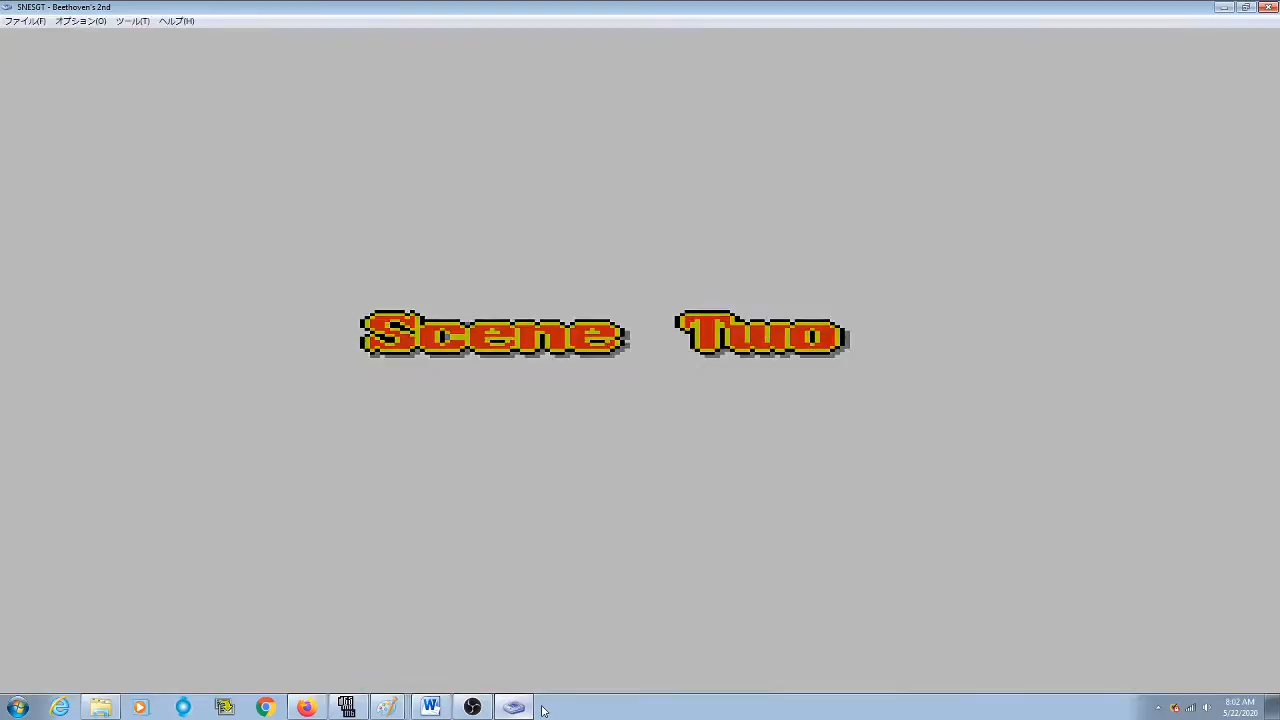 SNESGT - Beethoven's 2nd
ファイル(F) オプション(O) ツール(T) ヘルプ(H)
Scene Two
8:02 AM
5/22/2020